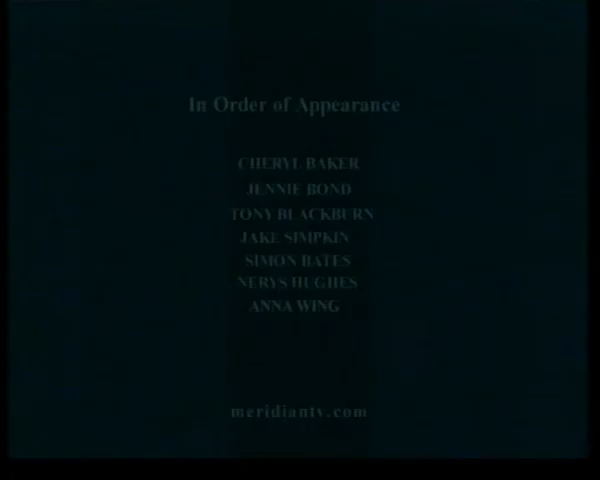 In Order of Appearance
CHERYL BAKER
JENNIE BOND
TONY BLACKBURN
JAKE SIMPKIN
SIMON BATES
NERYS HUGHES
ANNA WING
meridiantv.com